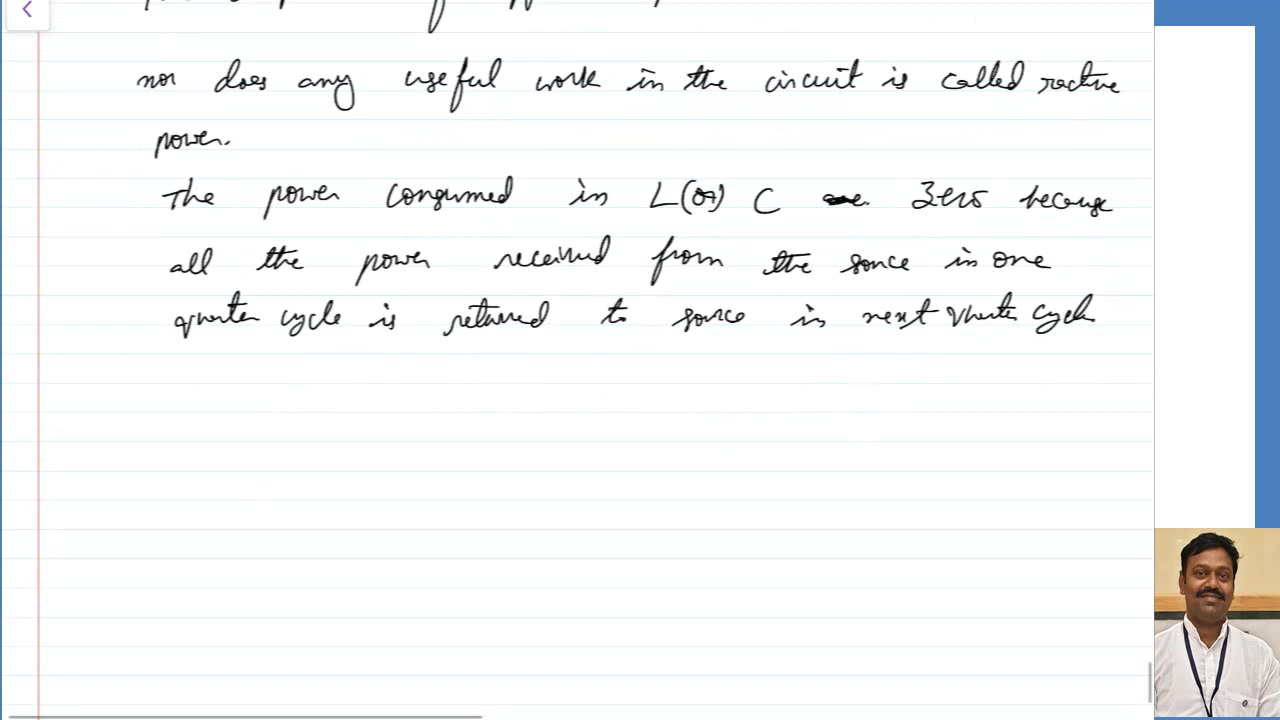 nor does any useful work in the circuit is called ractive
power.
The power consumed in L(or) C zero because
all the power received from the source in one
quarter cycle is returned to source in next quarter cycle